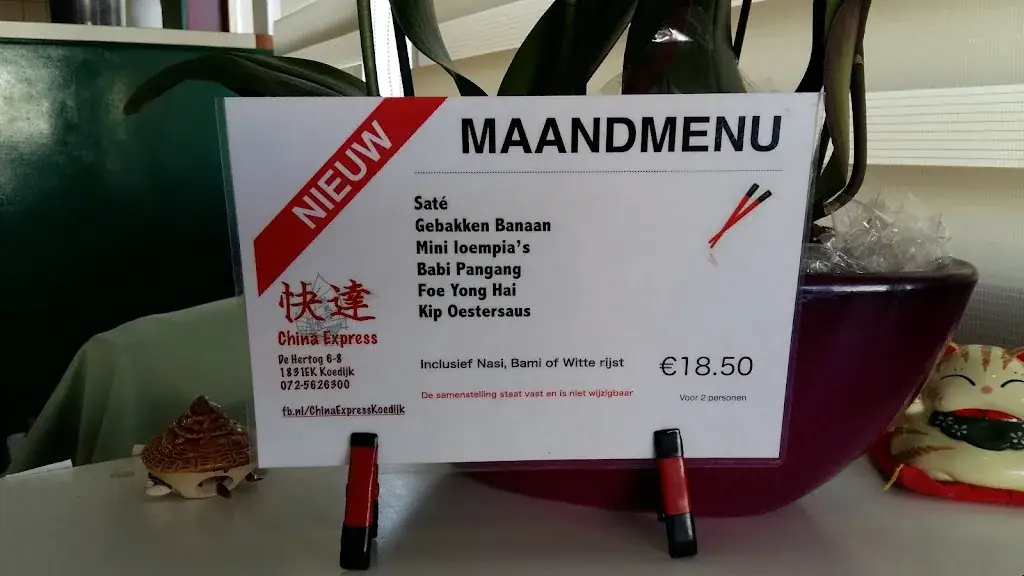 NIEUW
MAANDMENU
Saté
Gebakken Banaan
Mini loempia's
Babi Pangang
Foe Yong Hai
Kip Oestersaus
快達
China Express
De Hertog 6-8
1831EK Koedijk
072-5626300
fb.nl/ChinaExpressKoedijk
Inclusief Nasi, Bami of Witte rijst
€18.50
De samenstelling staat vast en is niet wijzigbaar
Voor 2 personen